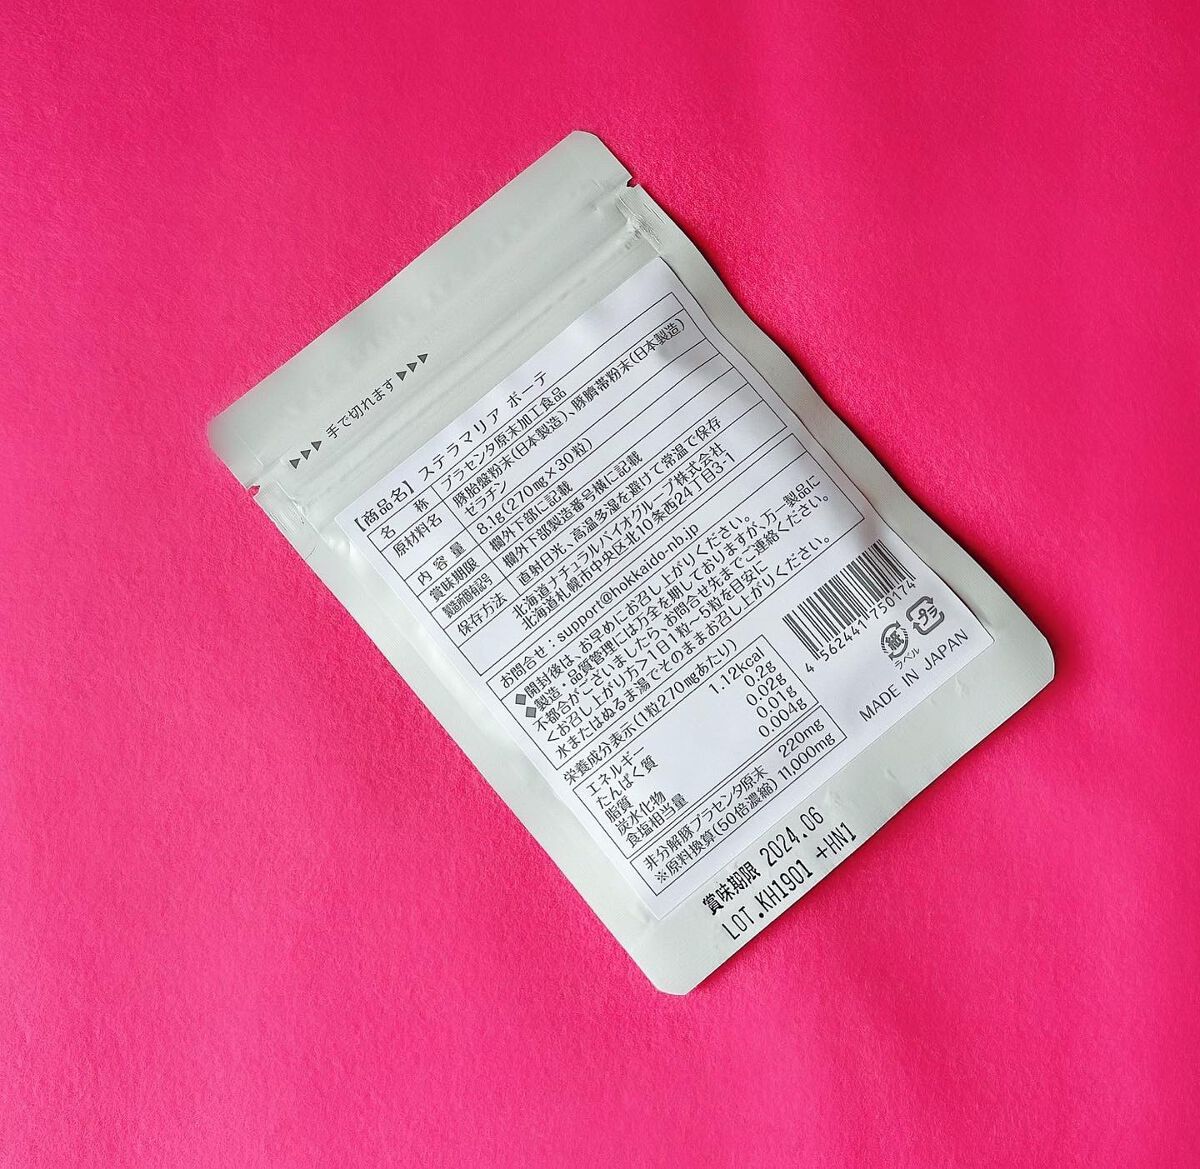 ▶▶▶ 手で切れます ▶▶▶
【商品名】 ステラマリア ボーテ
名 称 プラセンタ原末加工食品
原材料名 豚胎盤粉末(日本製造)、豚臍帯粉末(日本製造)
ゼラチン
内 容 量 8.1g(270mg×30粒)
賞味期限 欄外下部に記載
製造所固有記号 欄外下部製造番号横に記載
保存方法 直射日光、高温多湿を避けて常温で保存
北海道ナチュラルバイオグループ株式会社
北海道札幌市中央区北10条西24丁目3-1
お問合せ:support@hokkaido-nb.jp
◆開封後は、お早めにお召し上がりください。
◆製造・品質管理には万全を期しておりますが、万一製品に
不都合がございましたら、お問合せ先までご連絡ください。
<お召し上がり方>1日1粒～5粒を目安に
水またはぬるま湯でそのままお召し上がりください。
栄養成分表示(1粒270mgあたり)
エネルギー 1.12kcal
たんぱく質 0.2g
脂質 0.02g
炭水化物 0.01g
食塩相当量 0.004g
非分解豚プラセンタ原末 220mg
※原料換算(50倍濃縮) 11,000mg
4 562441 750174
紙
ラベル
プラ
MADE IN JAPAN
賞味期限 2024.06
LOT.KH1901 +HN1